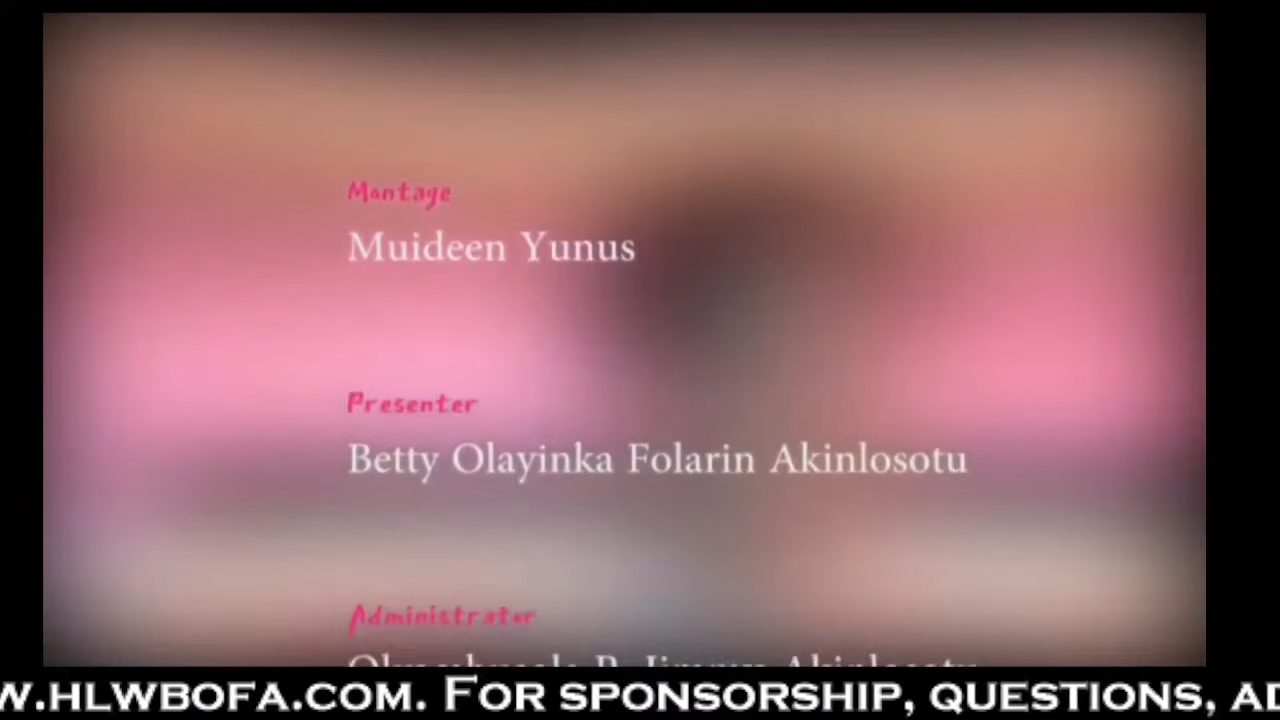 Montage
Muideen Yunus
Presenter
Betty Olayinka Folarin Akinlosotu
Administrator
W.HLWBOFA.COM. FOR SPONSORSHIP, QUESTIONS, AD